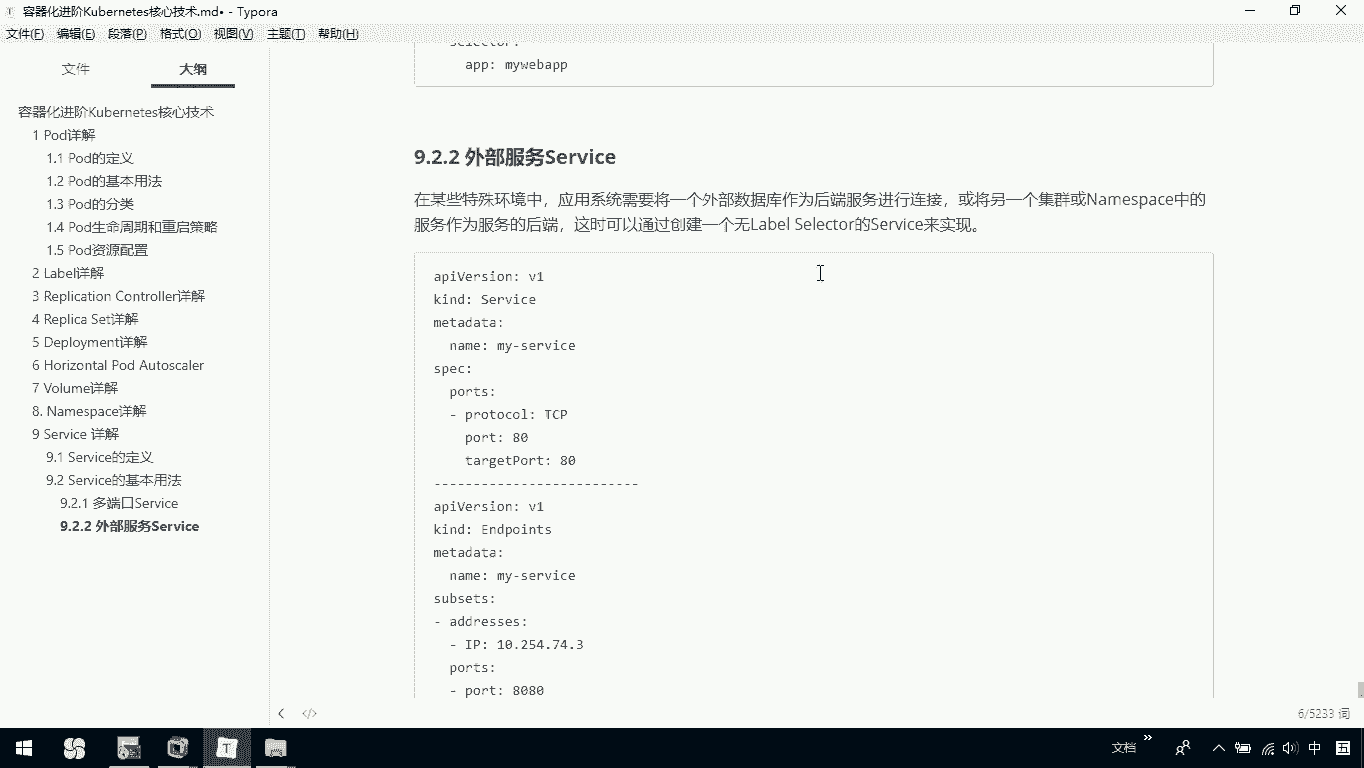 容器化进阶Kubernetes核心技术.md• - Typora
文件(F) 编辑(E) 段落(P) 格式(O) 视图(V) 主题(T) 帮助(H)
文件 大纲
容器化进阶Kubernetes核心技术
1 Pod详解
1.1 Pod的定义
1.2 Pod的基本用法
1.3 Pod的分类
1.4 Pod生命周期和重启策略
1.5 Pod资源配置
2 Label详解
3 Replication Controller详解
4 Replica Set详解
5 Deployment详解
6 Horizontal Pod Autoscaler
7 Volume详解
8. Namespace详解
9 Service 详解
9.1 Service的定义
9.2 Service的基本用法
9.2.1 多端口Service
9.2.2 外部服务Service
selector:
app: mywebapp
9.2.2 外部服务Service
在某些特殊环境中，应用系统需要将一个外部数据库作为后端服务进行连接，或将另一个集群或Namespace中的
服务作为服务的后端，这时可以通过创建一个无Label Selector的Service来实现。
apiVersion: v1
kind: Service
metadata:
name: my-service
spec:
ports:
- protocol: TCP
port: 80
targetPort: 80
--------------------------
apiVersion: v1
kind: Endpoints
metadata:
name: my-service
subsets:
- addresses:
- IP: 10.254.74.3
ports:
- port: 8080
6/5233 词
文档 中 五